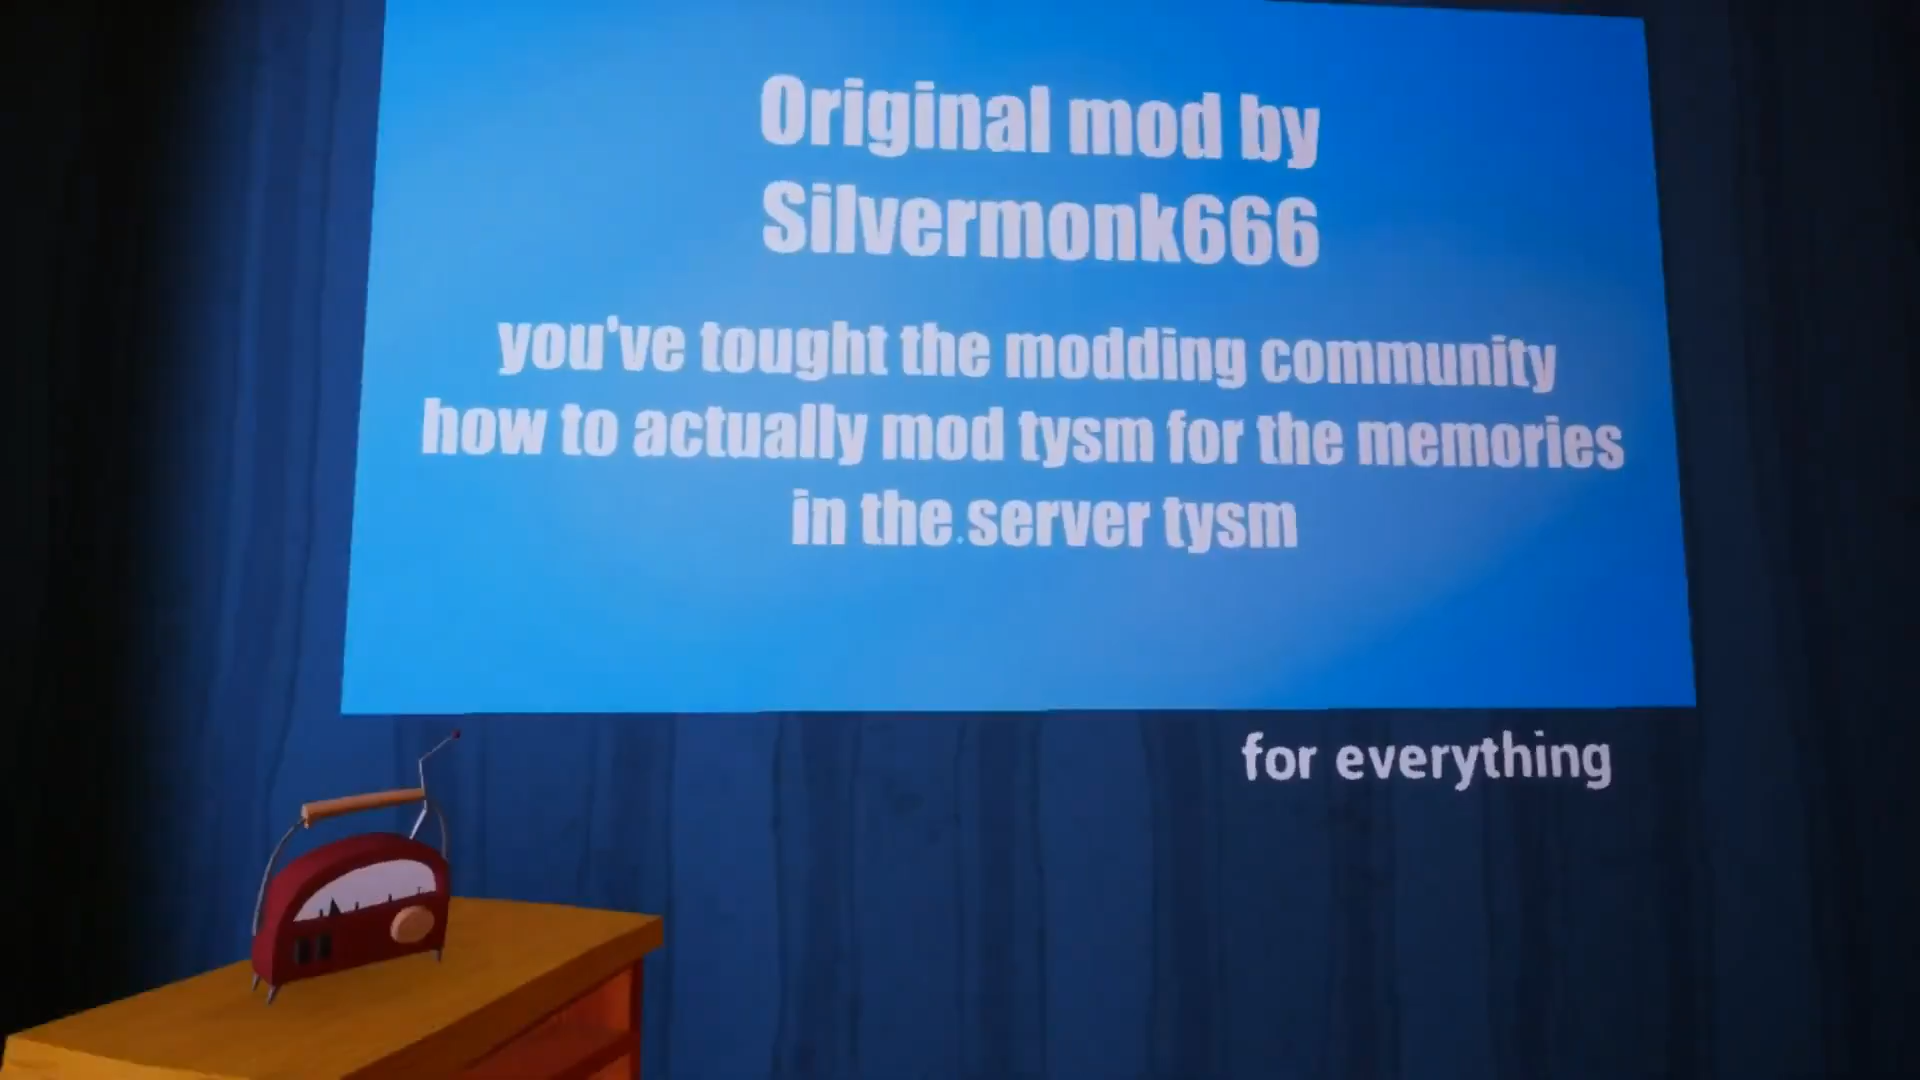 Original mod by
Silvermonk666
you've tought the modding community
how to actually mod tysm for the memories
in the server tysm
for everything